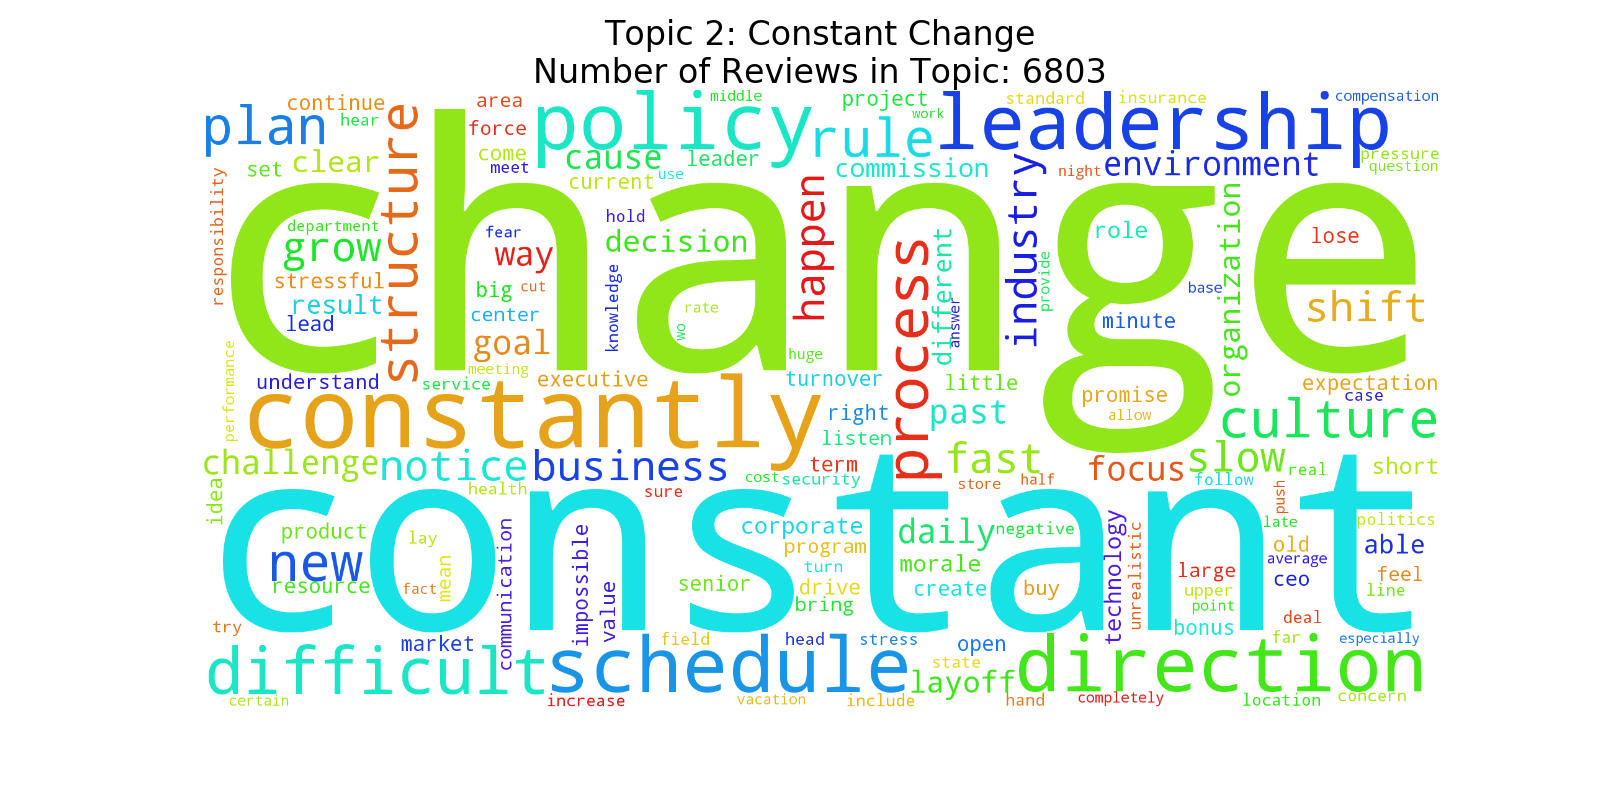 Topic 2: Constant Change
Number of Reviews in Topic: 6803
plan
continue
hear
area
force
structure
policy
middle
project
work
rule
leadership
standard
insurance
compensation
set
clear
come
meet
cause
leader
current
use
commission
night
environment
pressure
question
responsibility
change
department
grow
stressful
result
lead
fear
way
big
cut
center
goal
hold
decision
knowledge
rate
wo
happen
huge
process
different
answer
industry
provide
role
base
minute
organization
lose
shift
performance
understand
service
meeting
executive
turnover
little
promise
allow
expectation
case
constantly
right
listen
past
culture
challenge
notice
business
term
cost
security
fast
store
half
focus
slow
real
follow
short
idea
health
sure
push
constant
product
new
resource
lay
fact
mean
communication
impossible
value
corporate
program
turn
senior
drive
bring
daily
negative
morale
create
buy
technology
unrealistic
large
upper
point
bonus
late
old
average
ceo
deal
politics
able
feel
line
try
market
field
head
stress
open
far
especially
difficult
schedule
state
layoff
direction
certain
increase
vacation
include
hand
completely
location
concern